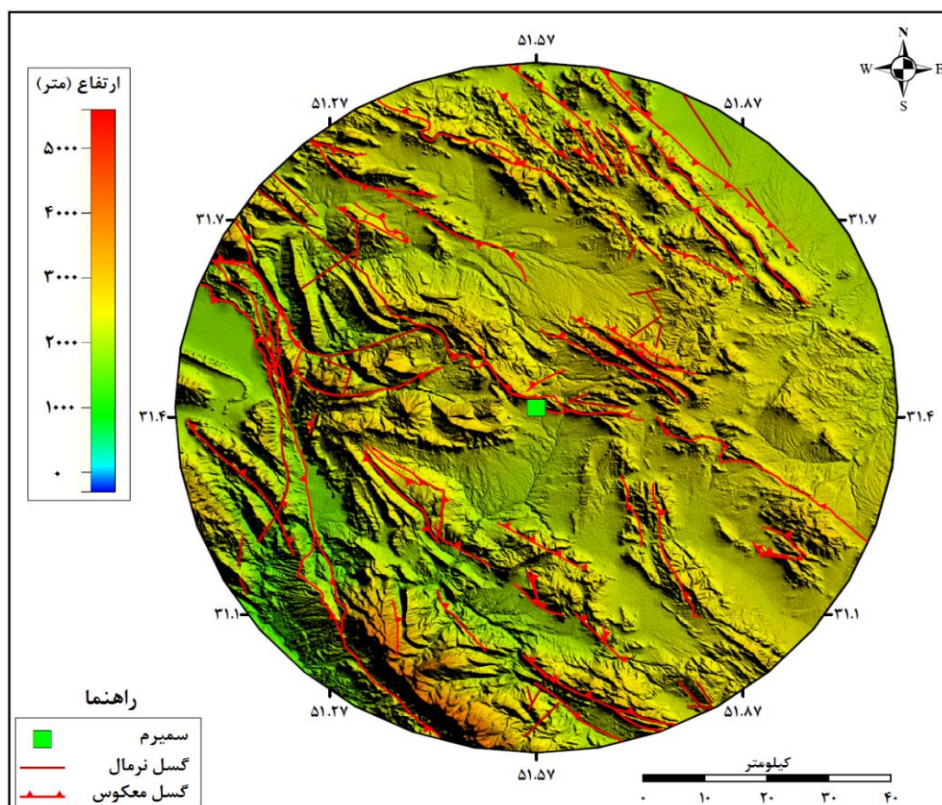 ۵۱.۵۷
N
W E
S
۵۱.۲۷
۵۱.۸۷
ارتفاع (متر)
۵۰۰۰
۴۰۰۰
۳۰۰۰
۲۰۰۰
۱۰۰۰
۰
۳۱.۷
۳۱.۷
۳۱.۴
۳۱.۴
۳۱.۱
۳۱.۱
۵۱.۲۷
۵۱.۸۷
۵۱.۵۷
راهنما
سمیرم
گسل نرمال
گسل معکوس
کیلومتر
۰ ۱۰ ۲۰ ۳۰ ۴۰